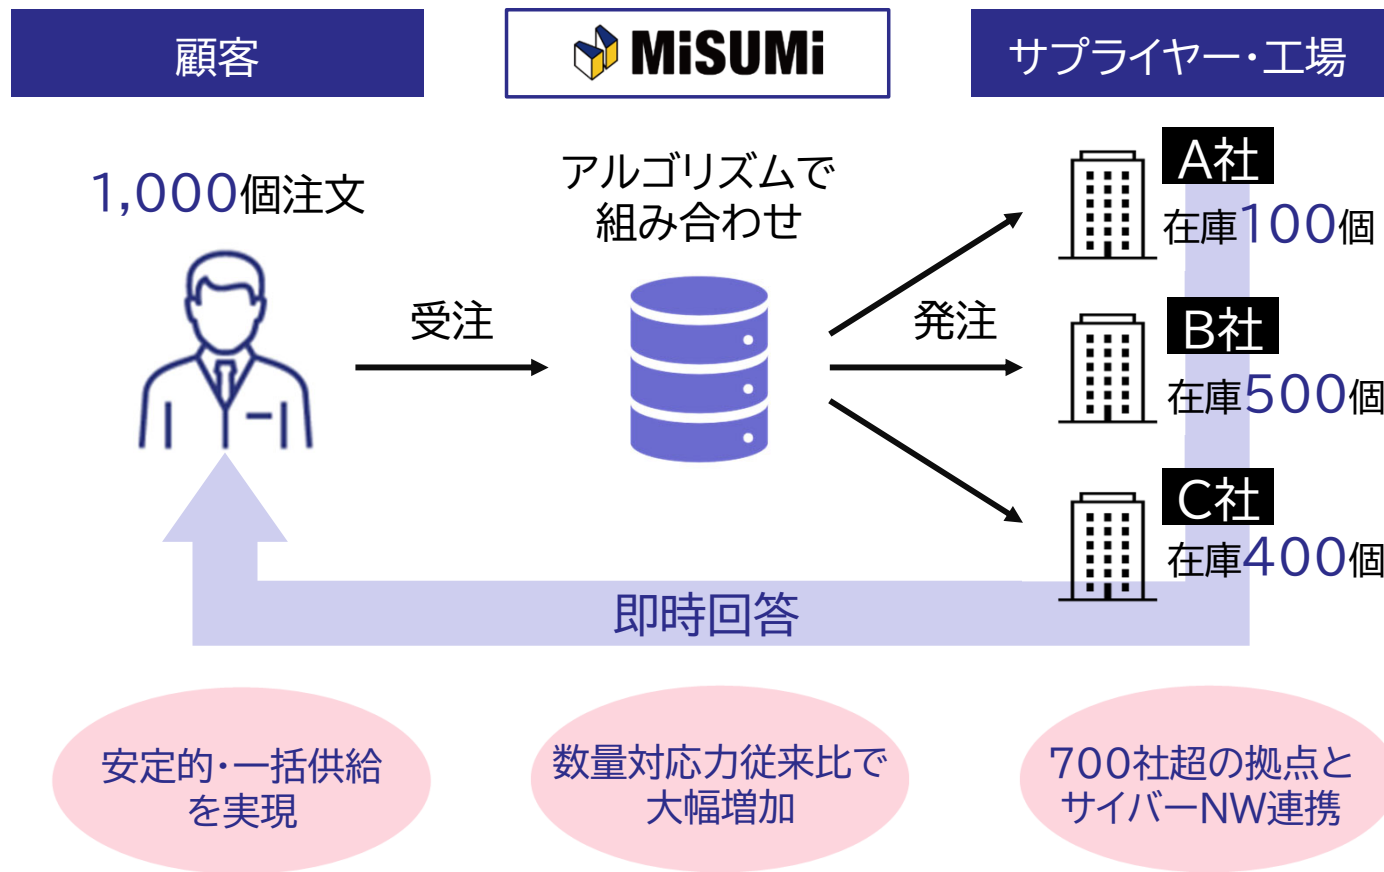 顧客
MiSUMi
サプライヤー・工場
1,000個注文
アルゴリズムで
組み合わせ
A社
在庫100個
受注
発注
B社
在庫500個
C社
在庫400個
即時回答
安定的・一括供給
を実現
数量対応力従来比で
大幅増加
700社超の拠点と
サイバーNW連携